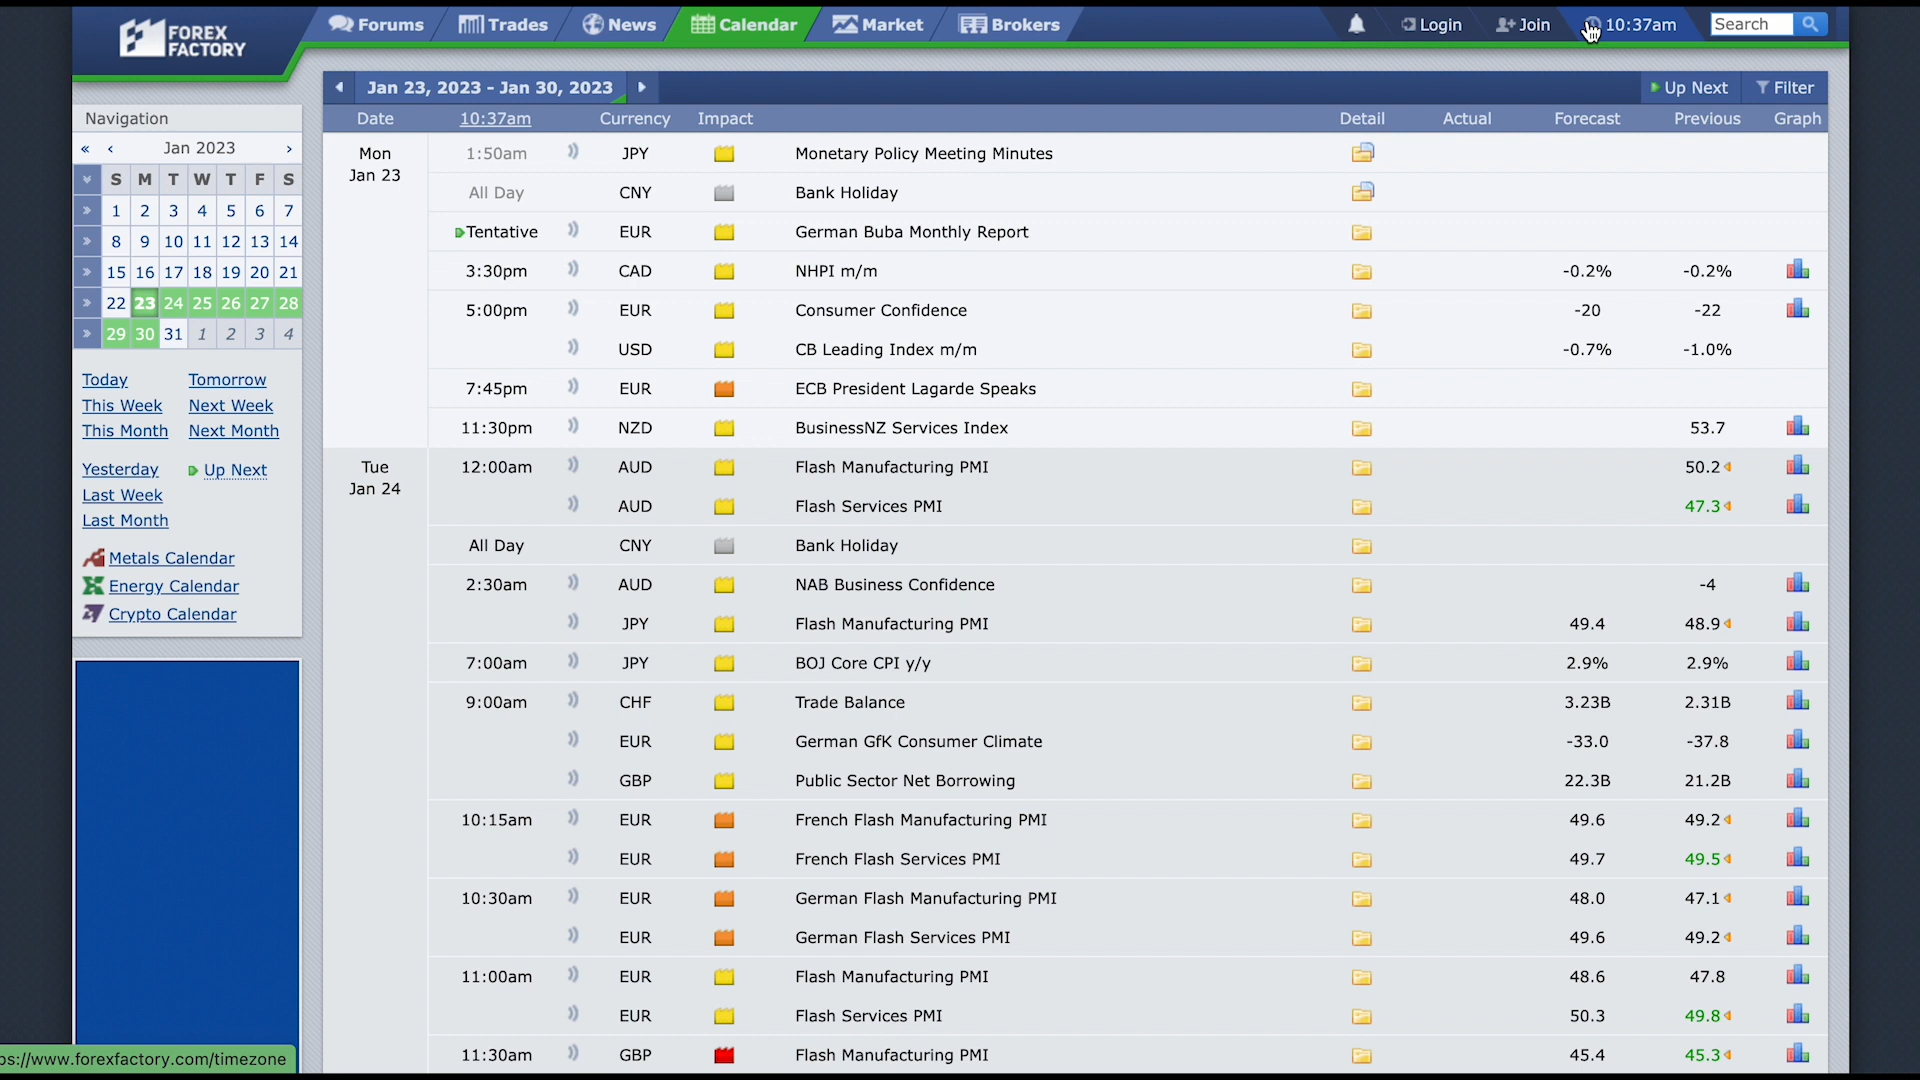 FOREX FACTORY
Forums Trades News Calendar Market Brokers Login Join 10:37am Search
Jan 23, 2023 - Jan 30, 2023 Up Next Filter
Date 10:37am Currency Impact Detail Actual Forecast Previous Graph
Navigation
« ‹ Jan 2023 ›
S M T W T F S
» 1 2 3 4 5 6 7
» 8 9 10 11 12 13 14
» 15 16 17 18 19 20 21
» 22 23 24 25 26 27 28
» 29 30 31 1 2 3 4
Today Tomorrow
This Week Next Week
This Month Next Month
Yesterday Up Next
Last Week
Last Month
Metals Calendar
Energy Calendar
Crypto Calendar
Mon Jan 23 1:50am JPY Monetary Policy Meeting Minutes
All Day CNY Bank Holiday
Tentative EUR German Buba Monthly Report
3:30pm CAD NHPI m/m -0.2% -0.2%
5:00pm EUR Consumer Confidence -20 -22
USD CB Leading Index m/m -0.7% -1.0%
7:45pm EUR ECB President Lagarde Speaks
11:30pm NZD BusinessNZ Services Index 53.7
Tue Jan 24 12:00am AUD Flash Manufacturing PMI 50.2
AUD Flash Services PMI 47.3
All Day CNY Bank Holiday
2:30am AUD NAB Business Confidence -4
JPY Flash Manufacturing PMI 49.4 48.9
7:00am JPY BOJ Core CPI y/y 2.9% 2.9%
9:00am CHF Trade Balance 3.23B 2.31B
EUR German GfK Consumer Climate -33.0 -37.8
GBP Public Sector Net Borrowing 22.3B 21.2B
10:15am EUR French Flash Manufacturing PMI 49.6 49.2
EUR French Flash Services PMI 49.7 49.5
10:30am EUR German Flash Manufacturing PMI 48.0 47.1
EUR German Flash Services PMI 49.6 49.2
11:00am EUR Flash Manufacturing PMI 48.6 47.8
EUR Flash Services PMI 50.3 49.8
11:30am GBP Flash Manufacturing PMI 45.4 45.3
ps://www.forexfactory.com/timezone